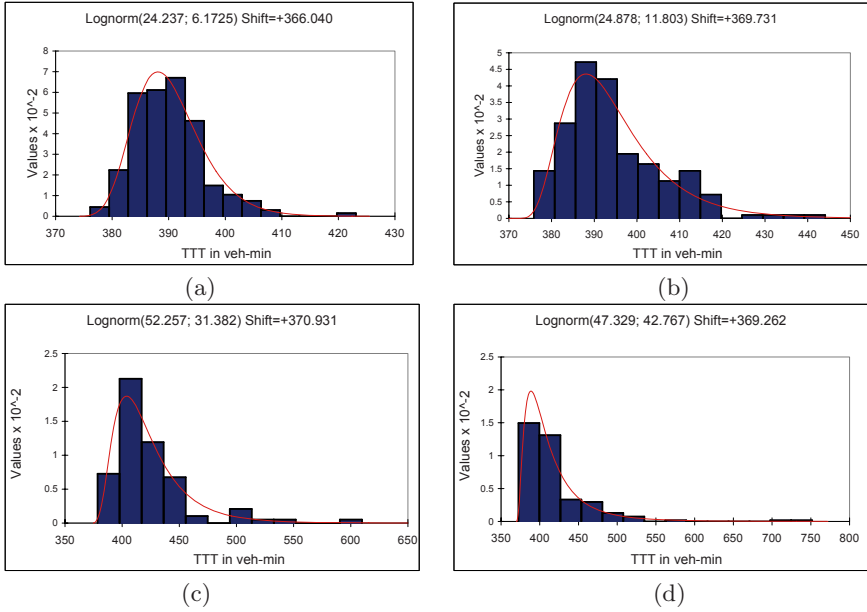 Lognorm(24.237; 6.1725) Shift=+366.040
Values x 10^-2
8
7
6
5
4
3
2
1
0
370 380 390 400 410 420 430
TTT in veh-min
(a)
Lognorm(24.878; 11.803) Shift=+369.731
Values x 10^-2
5
4.5
4
3.5
3
2.5
2
1.5
1
0.5
0
370 380 390 400 410 420 430 440 450
TTT in veh-min
(b)
Lognorm(52.257; 31.382) Shift=+370.931
Values x 10^-2
2.5
2
1.5
1
0.5
0
350 400 450 500 550 600 650
TTT in veh-min
(c)
Lognorm(47.329; 42.767) Shift=+369.262
Values x 10^-2
2.5
2
1.5
1
0.5
0
350 400 450 500 550 600 650 700 750 800
TTT in veh-min
(d)